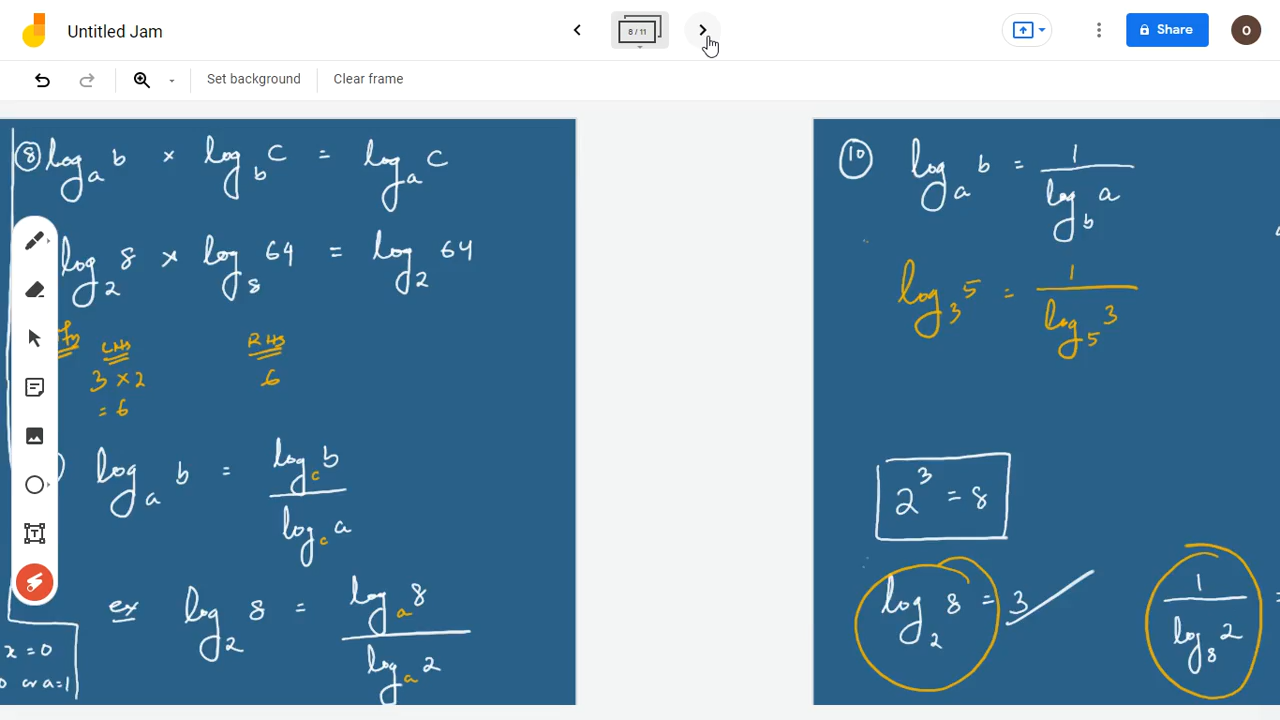 Untitled Jam
8 / 11
Share
O
Set background
Clear frame
⑧ log_a b × log_b c = log_a c
log_2 8 × log_8 64 = log_2 64
LHS
RHS
3 × 2
6
= 6
log_a b = log_c b / log_c a
ex log_2 8 = log_a 8 / log_a 2
x = 0
or a=1
⑩ log_a b = 1 / log_b a
log_3 5 = 1 / log_5 3
2^3 = 8
log_2 8 = 3
1 / log_8 2 =